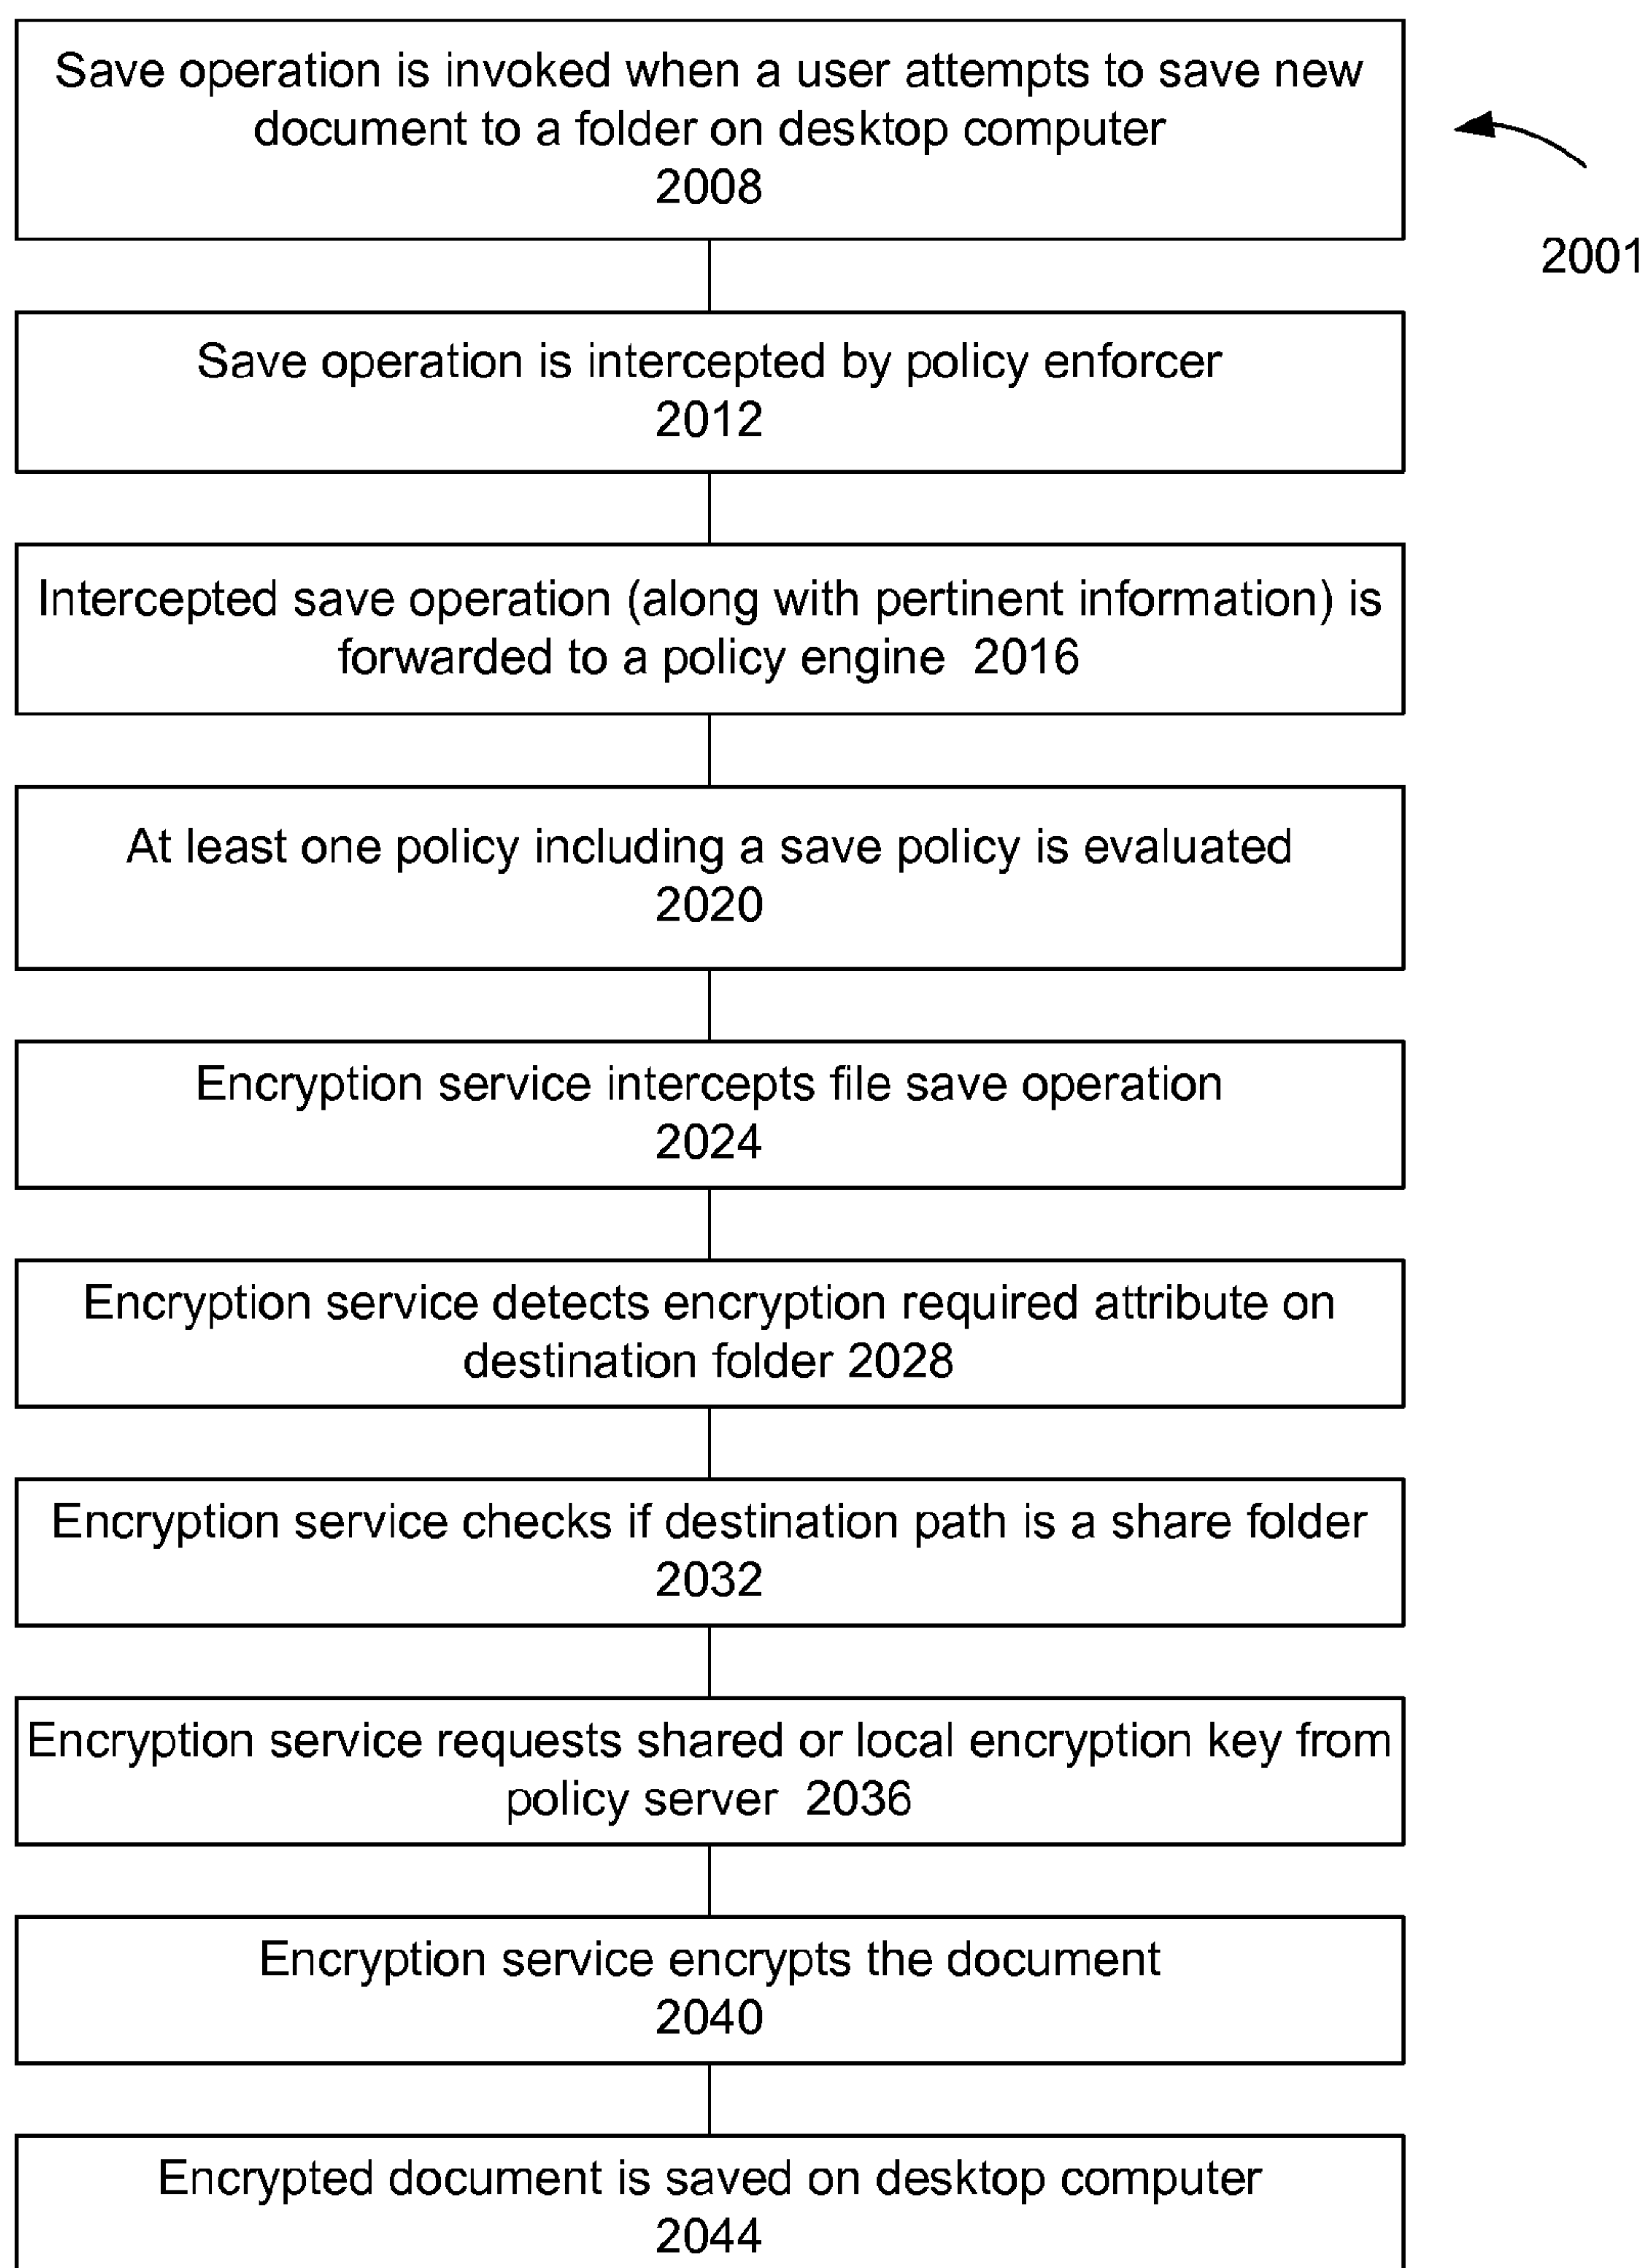 Save operation is invoked when a user attempts to save new
document to a folder on desktop computer
2008
2001
Save operation is intercepted by policy enforcer
2012
Intercepted save operation (along with pertinent information) is
forwarded to a policy engine 2016
At least one policy including a save policy is evaluated
2020
Encryption service intercepts file save operation
2024
Encryption service detects encryption required attribute on
destination folder 2028
Encryption service checks if destination path is a share folder
2032
Encryption service requests shared or local encryption key from
policy server 2036
Encryption service encrypts the document
2040
Encrypted document is saved on desktop computer
2044